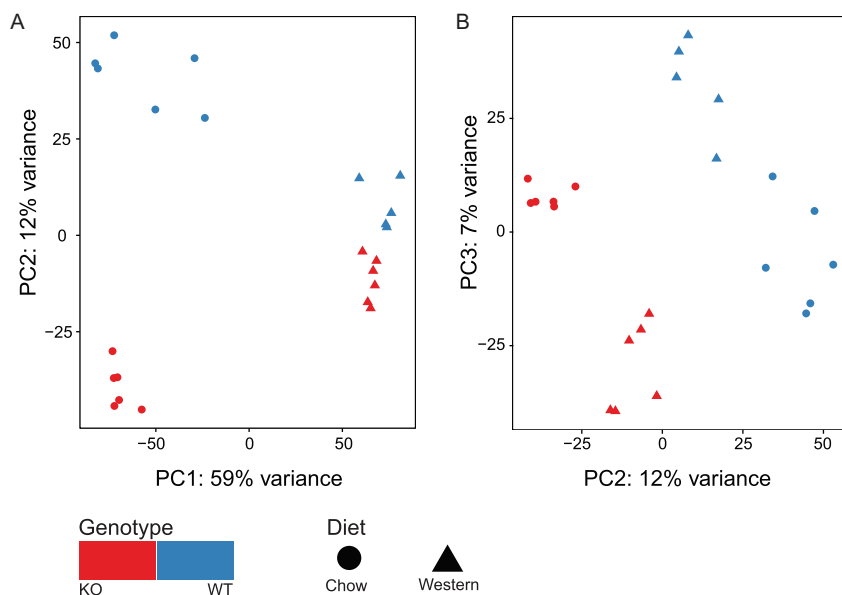 A
50
25
0
−25
PC2: 12% variance
−50
0
50
PC1: 59% variance
B
25
0
−25
PC3: 7% variance
−25
0
25
50
PC2: 12% variance
Genotype
KO
WT
Diet
Chow
Western